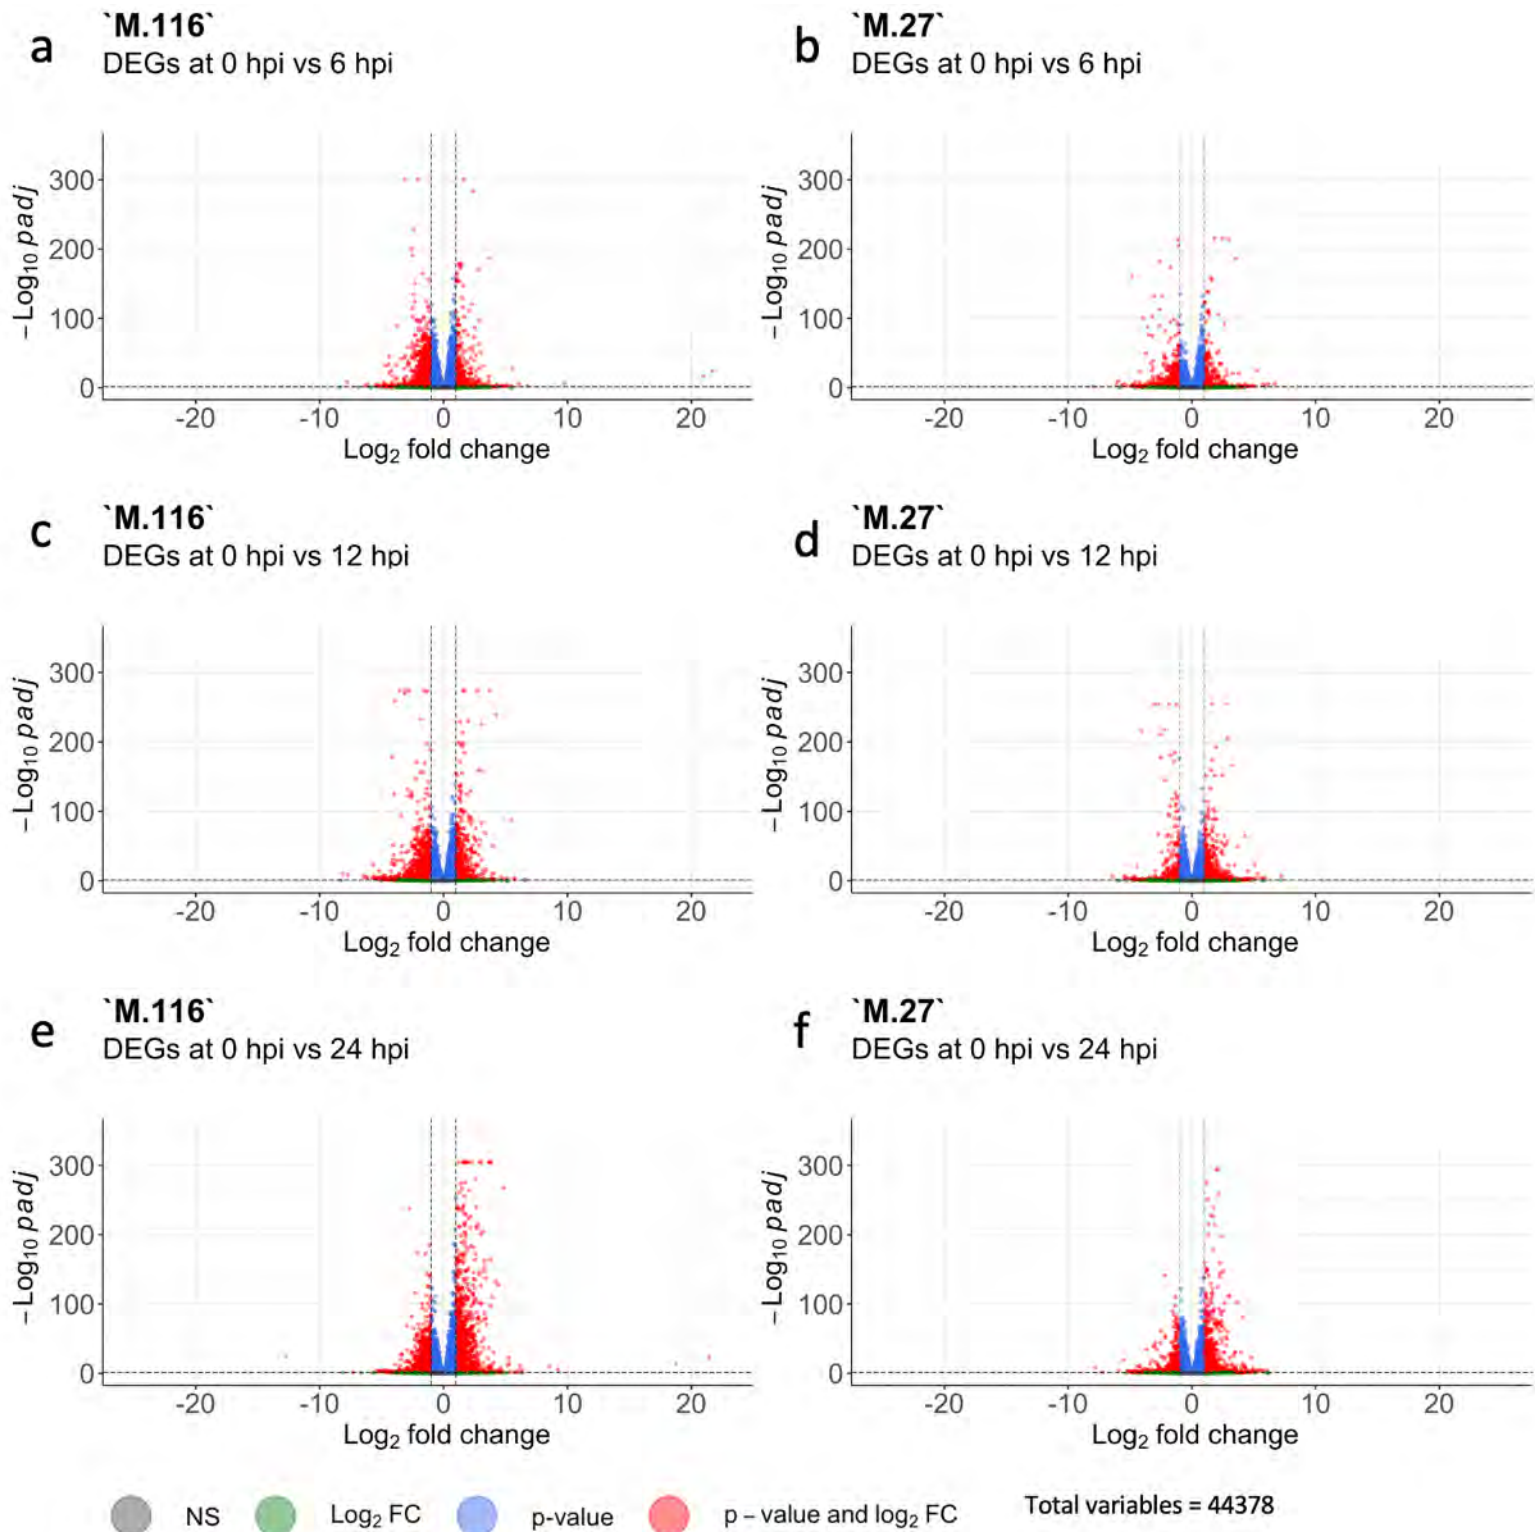 a
`M.116`
DEGs at 0 hpi vs 6 hpi
−Log10 padj
300
200
100
0
-20 -10 0 10 20
Log2 fold change
b
`M.27`
DEGs at 0 hpi vs 6 hpi
−Log10 padj
300
200
100
0
-20 -10 0 10 20
Log2 fold change
c
`M.116`
DEGs at 0 hpi vs 12 hpi
−Log10 padj
300
200
100
0
-20 -10 0 10 20
Log2 fold change
d
`M.27`
DEGs at 0 hpi vs 12 hpi
−Log10 padj
300
200
100
0
-20 -10 0 10 20
Log2 fold change
e
`M.116`
DEGs at 0 hpi vs 24 hpi
−Log10 padj
300
200
100
0
-20 -10 0 10 20
Log2 fold change
f
`M.27`
DEGs at 0 hpi vs 24 hpi
−Log10 padj
300
200
100
0
-20 -10 0 10 20
Log2 fold change
NS Log2 FC p-value p – value and log2 FC Total variables = 44378